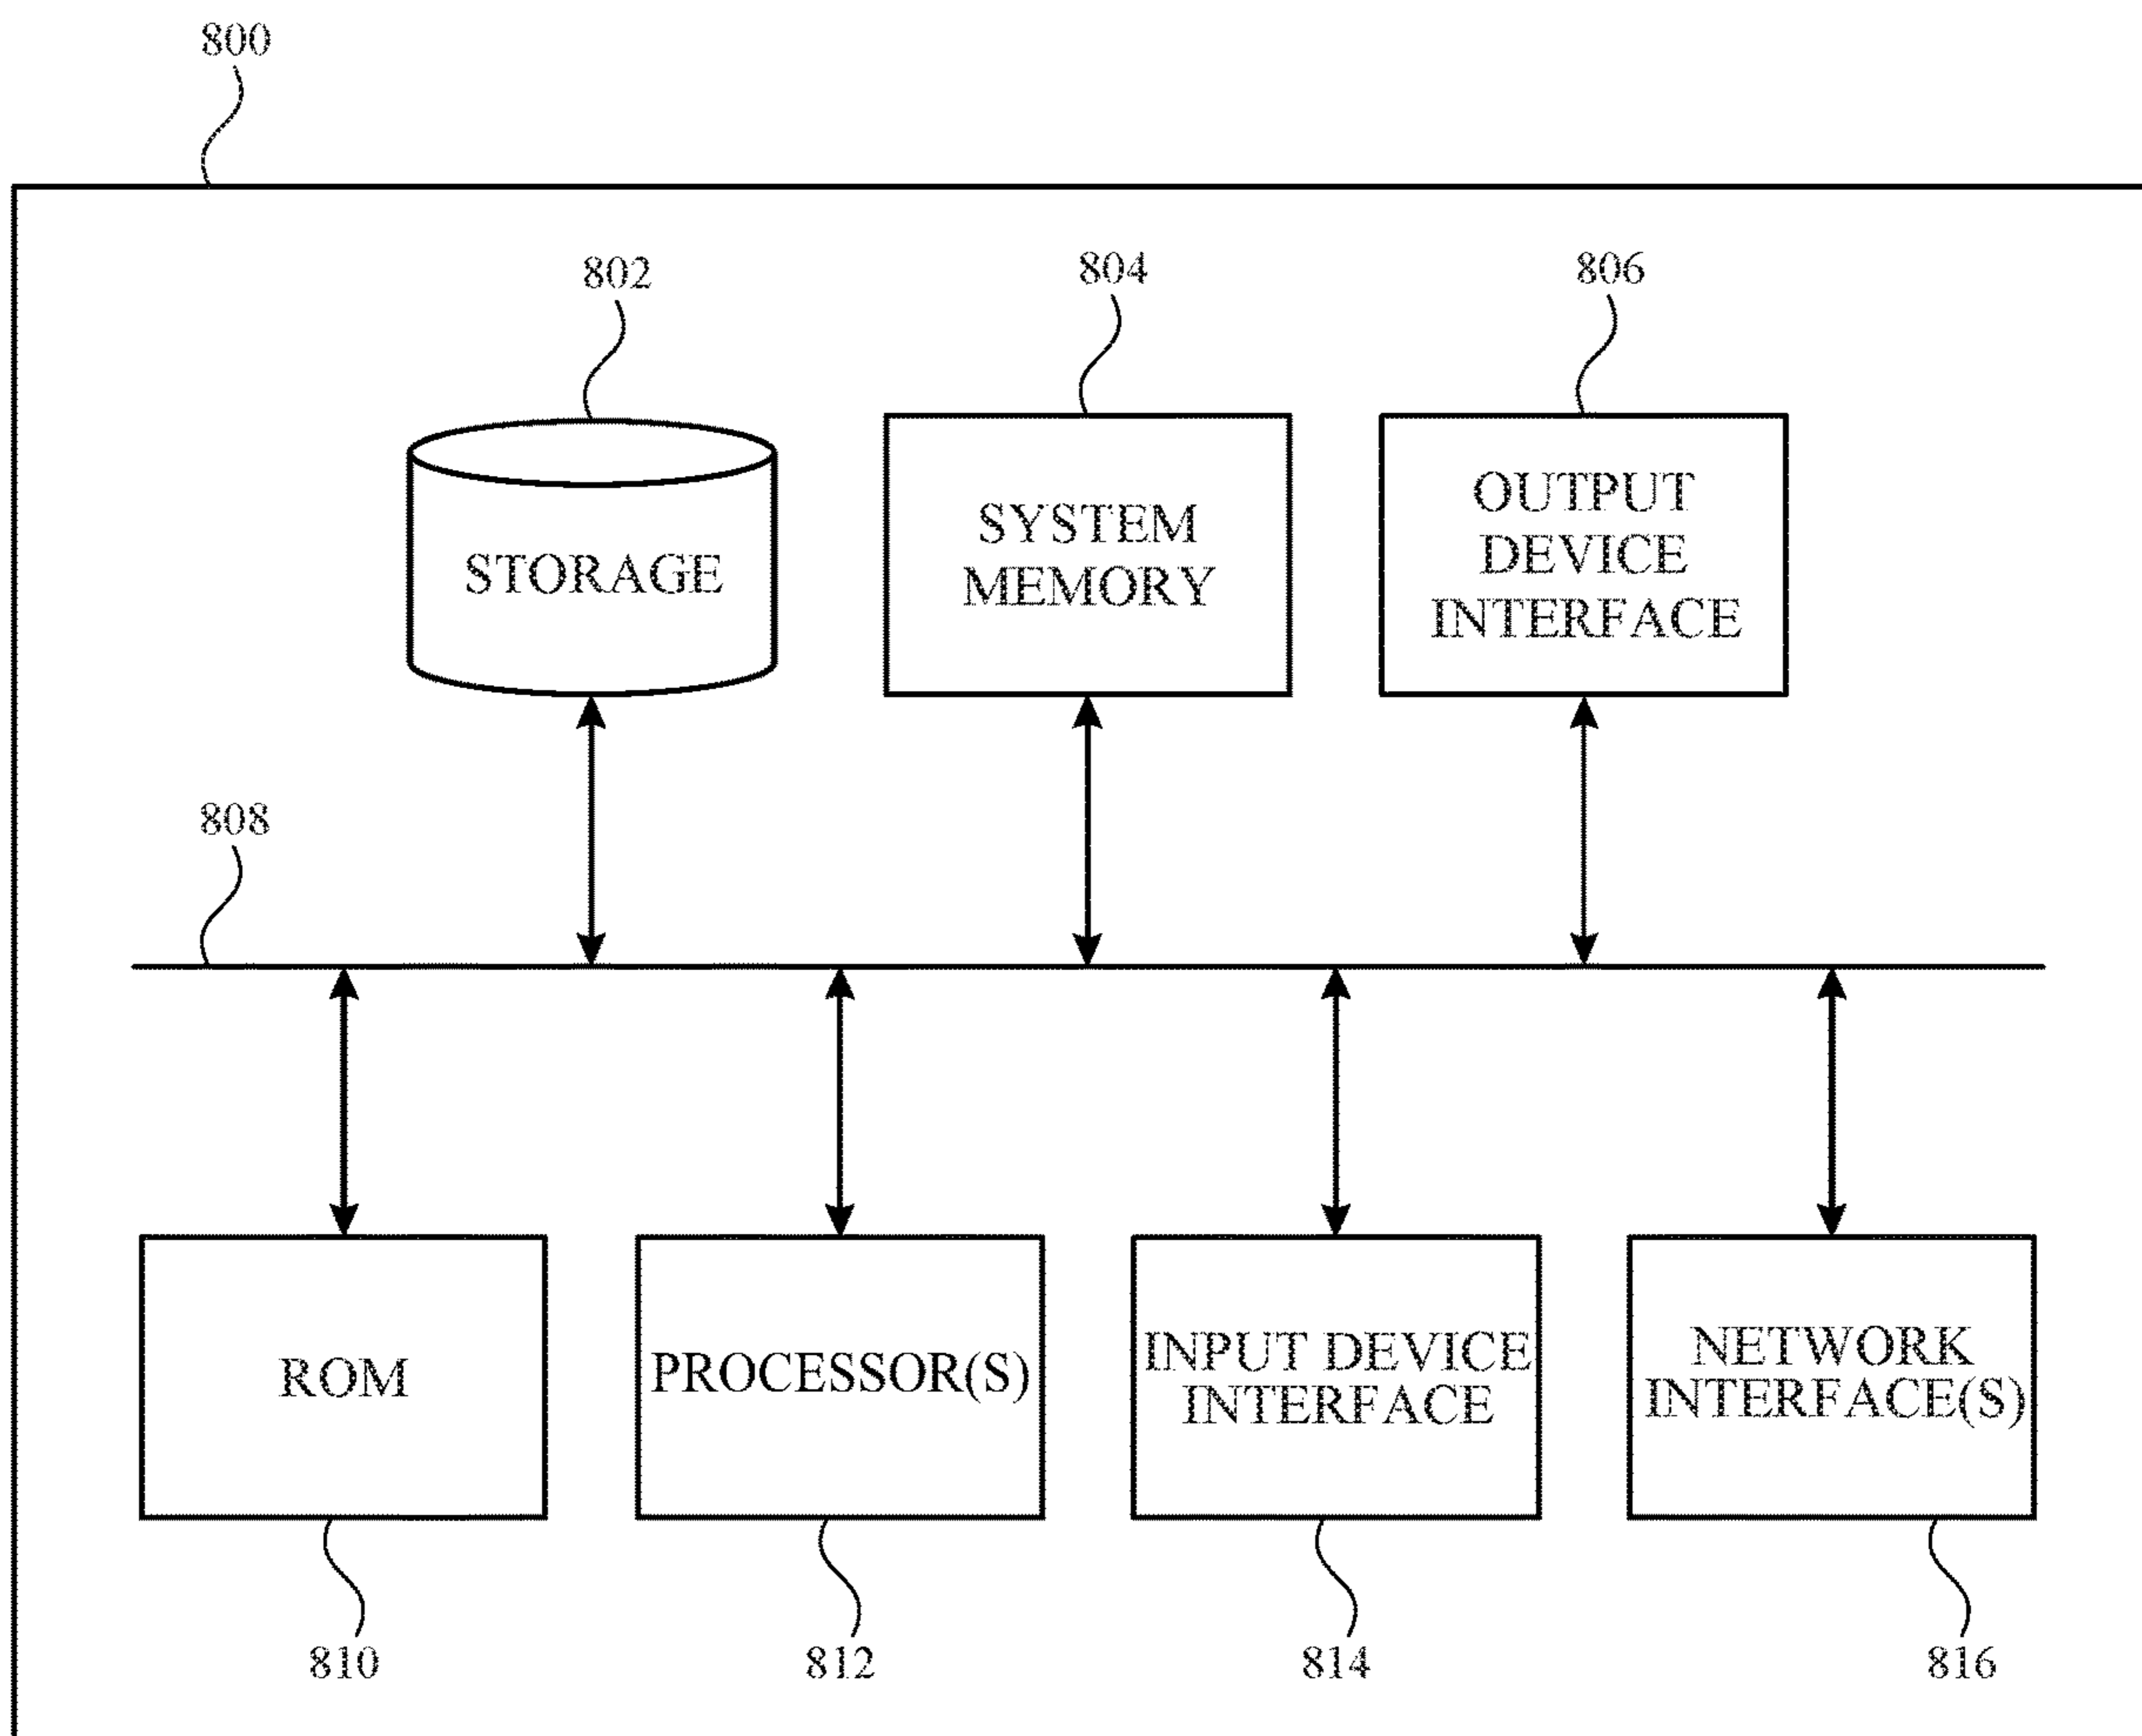 800
802
804
806
STORAGE
SYSTEM
MEMORY
OUTPUT
DEVICE
INTERFACE
808
ROM
PROCESSOR(S)
INPUT DEVICE
INTERFACE
NETWORK
INTERFACE(S)
810
812
814
816